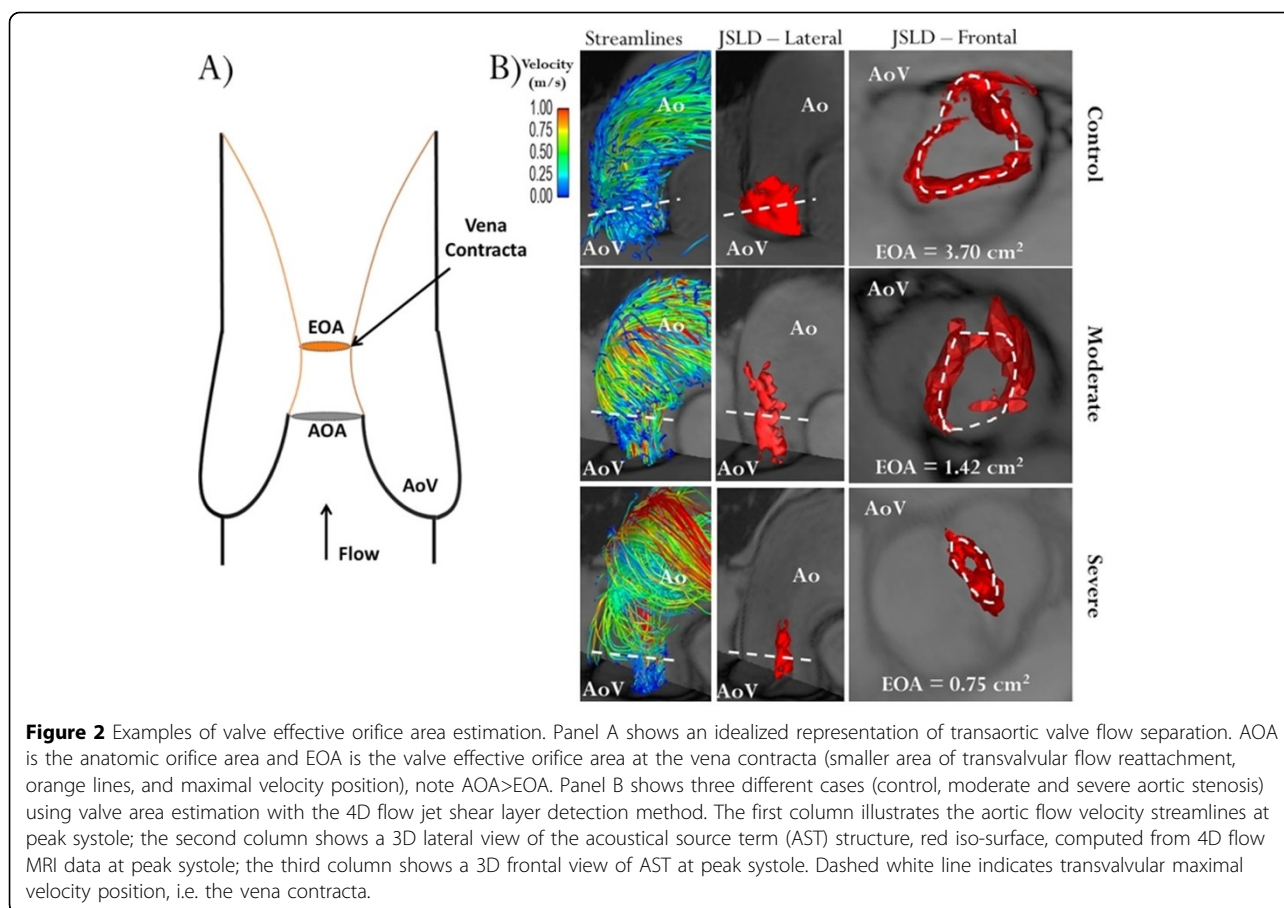 A)
Vena
Contracta
EOA
AOA
AoV
Flow
B)
Velocity
(m/s)
1.00
0.75
0.50
0.25
0.00
Streamlines
JSLD – Lateral
JSLD – Frontal
Ao
AoV
Ao
AoV
AoV
EOA = 3.70 cm²
Control
Ao
AoV
Ao
AoV
AoV
EOA = 1.42 cm²
Moderate
Ao
AoV
Ao
AoV
AoV
EOA = 0.75 cm²
Severe
Figure 2 Examples of valve effective orifice area estimation. Panel A shows an idealized representation of transaortic valve flow separation. AOA
is the anatomic orifice area and EOA is the valve effective orifice area at the vena contracta (smaller area of transvalvular flow reattachment,
orange lines, and maximal velocity position), note AOA>EOA. Panel B shows three different cases (control, moderate and severe aortic stenosis)
using valve area estimation with the 4D flow jet shear layer detection method. The first column illustrates the aortic flow velocity streamlines at
peak systole; the second column shows a 3D lateral view of the acoustical source term (AST) structure, red iso-surface, computed from 4D flow
MRI data at peak systole; the third column shows a 3D frontal view of AST at peak systole. Dashed white line indicates transvalvular maximal
velocity position, i.e. the vena contracta.